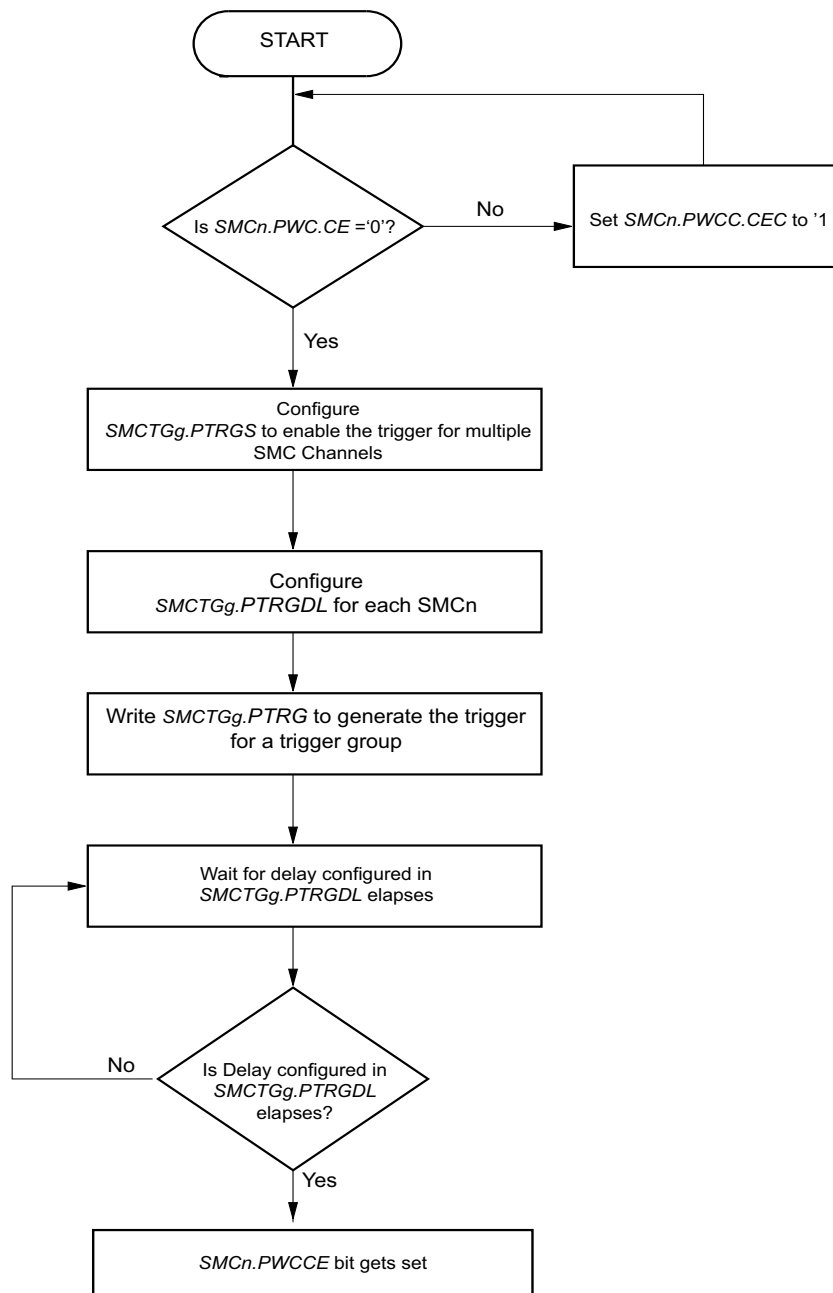 START
Is SMCn.PWC.CE =‘0’?
No
Set SMCn.PWCC.CEC to ’1
Yes
Configure
SMCTGg.PTRGS to enable the trigger for multiple
SMC Channels
Configure
SMCTGg.PTRGDL for each SMCn
Write SMCTGg.PTRG to generate the trigger
for a trigger group
Wait for delay configured in
SMCTGg.PTRGDL elapses
No
Is Delay configured in
SMCTGg.PTRGDL
elapses?
Yes
SMCn.PWCCE bit gets set